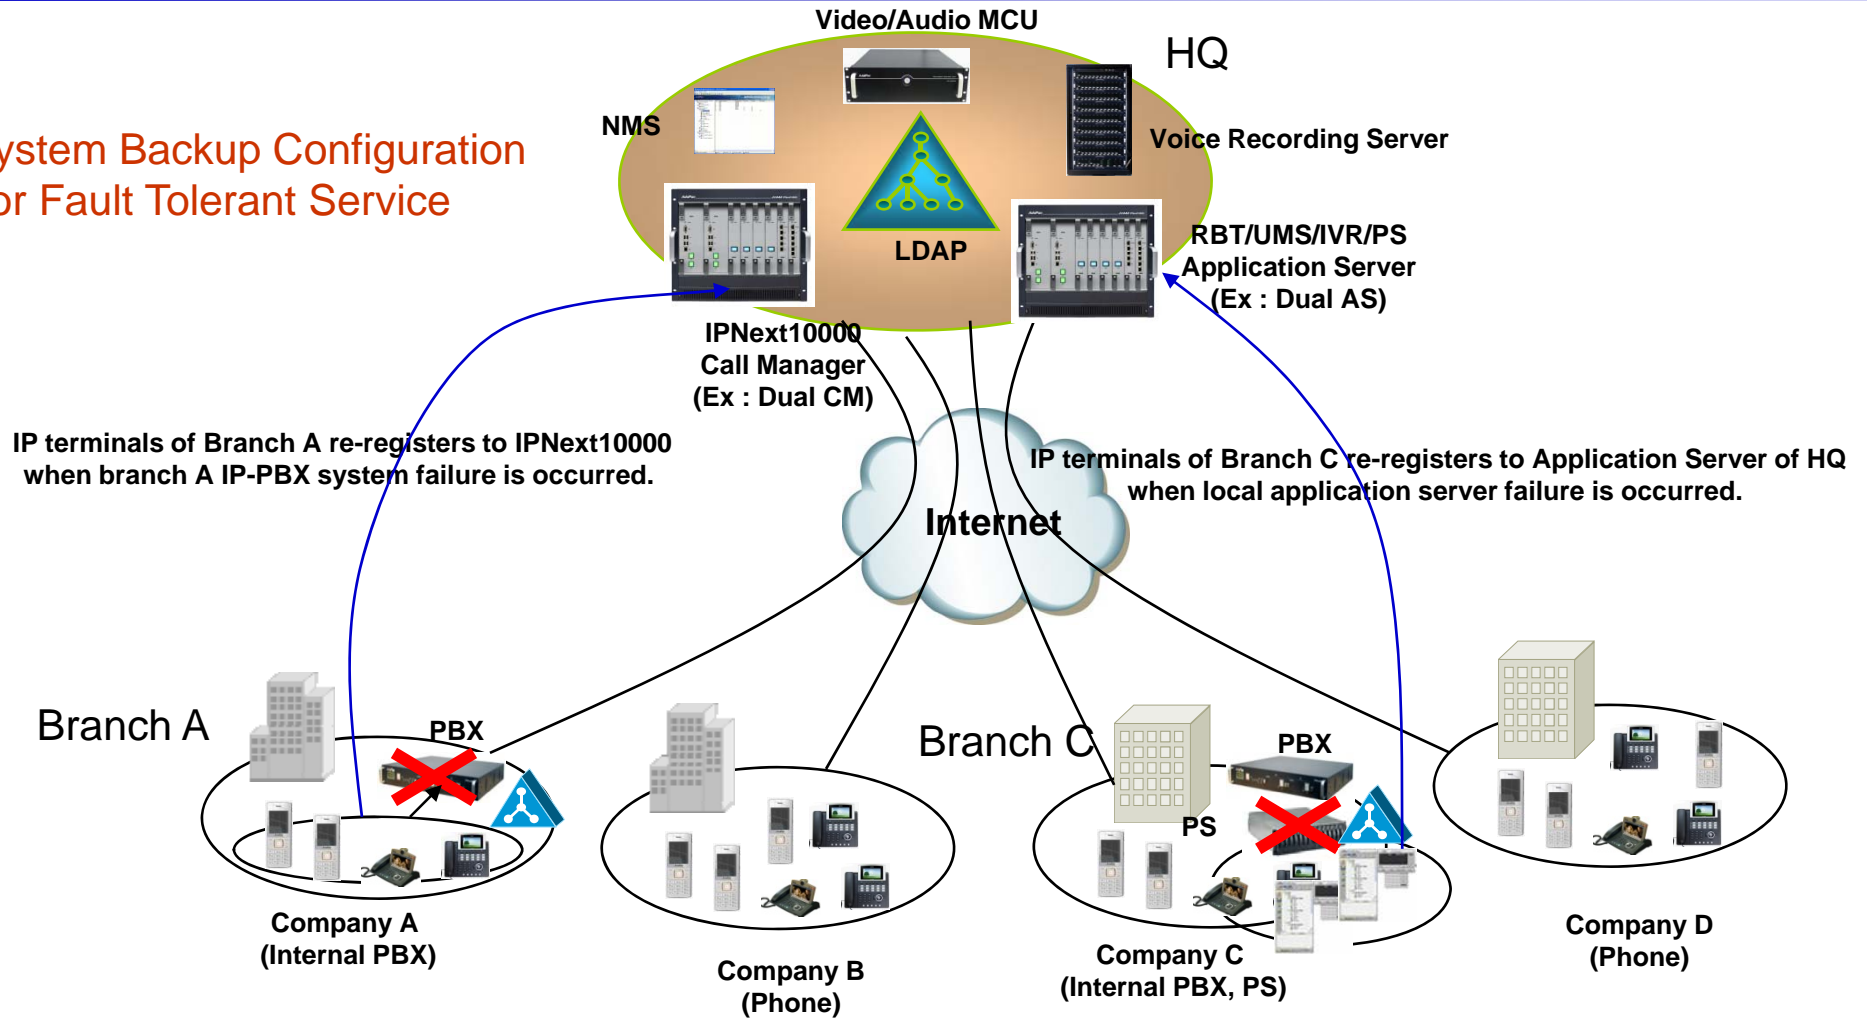 Video/Audio MCU
HQ
NMS
Voice Recording Server
ystem Backup Configuration
or Fault Tolerant Service
LDAP
RBT/UMS/IVR/PS
Application Server
(Ex : Dual AS)
IPNext10000
Call Manager
(Ex : Dual CM)
IP terminals of Branch A re-registers to IPNext10000
when branch A IP-PBX system failure is occurred.
IP terminals of Branch C re-registers to Application Server of HQ
when local application server failure is occurred.
Internet
Branch A
PBX
Branch C
PBX
PS
Company A
(Internal PBX)
Company B
(Phone)
Company C
(Internal PBX, PS)
Company D
(Phone)